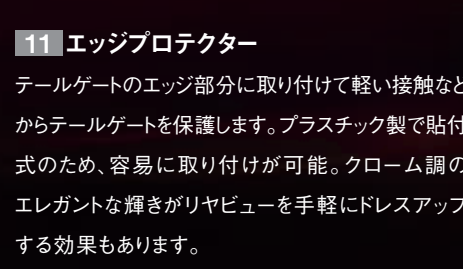 11 エッジプロテクター
テールゲートのエッジ部分に取り付けて軽い接触など
からテールゲートを保護します。プラスチック製で貼付
式のため、容易に取り付けが可能。クローム調の
エレガントな輝きがリヤビューを手軽にドレスアップ
する効果もあります。